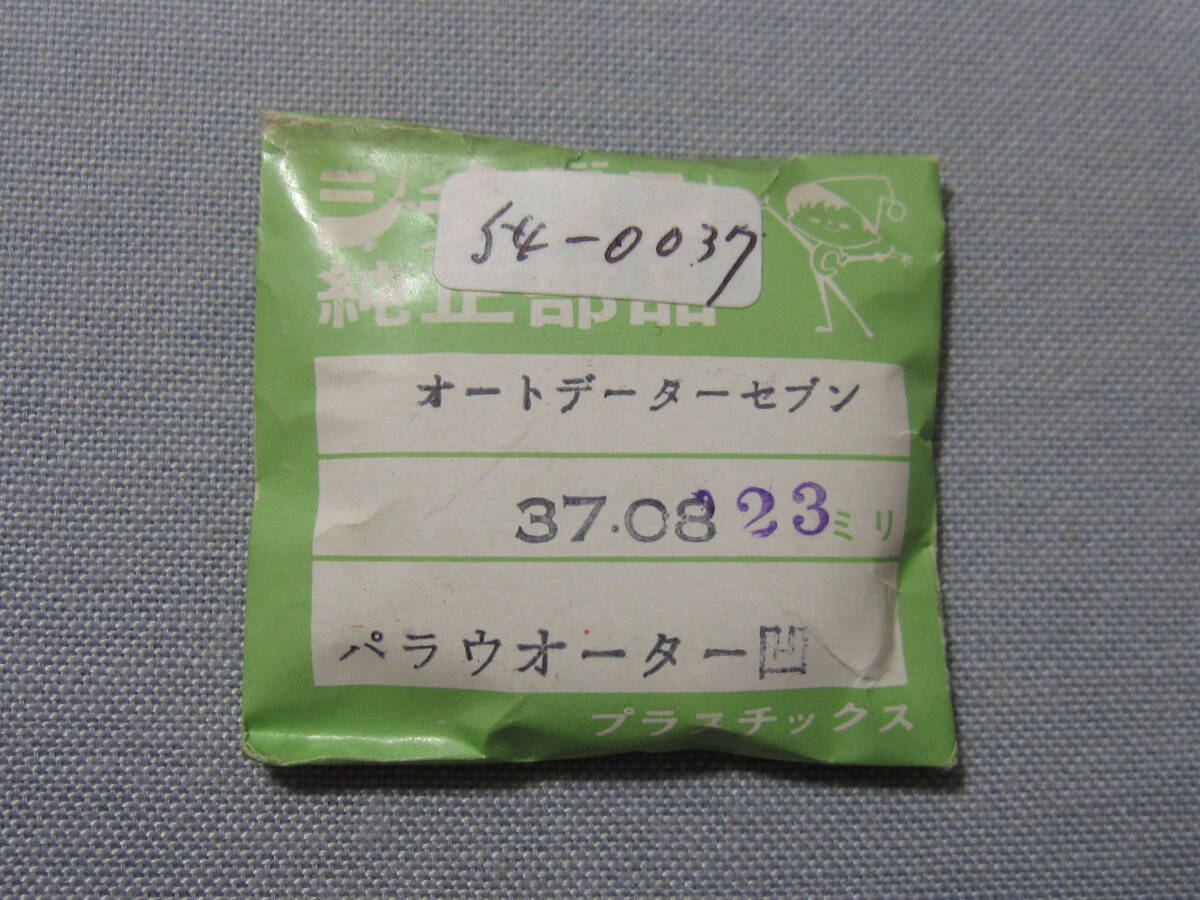 54-0037
純正部品
オートデーターセブン
37.08 23ミリ
パラウオーター凹
プラスチックス